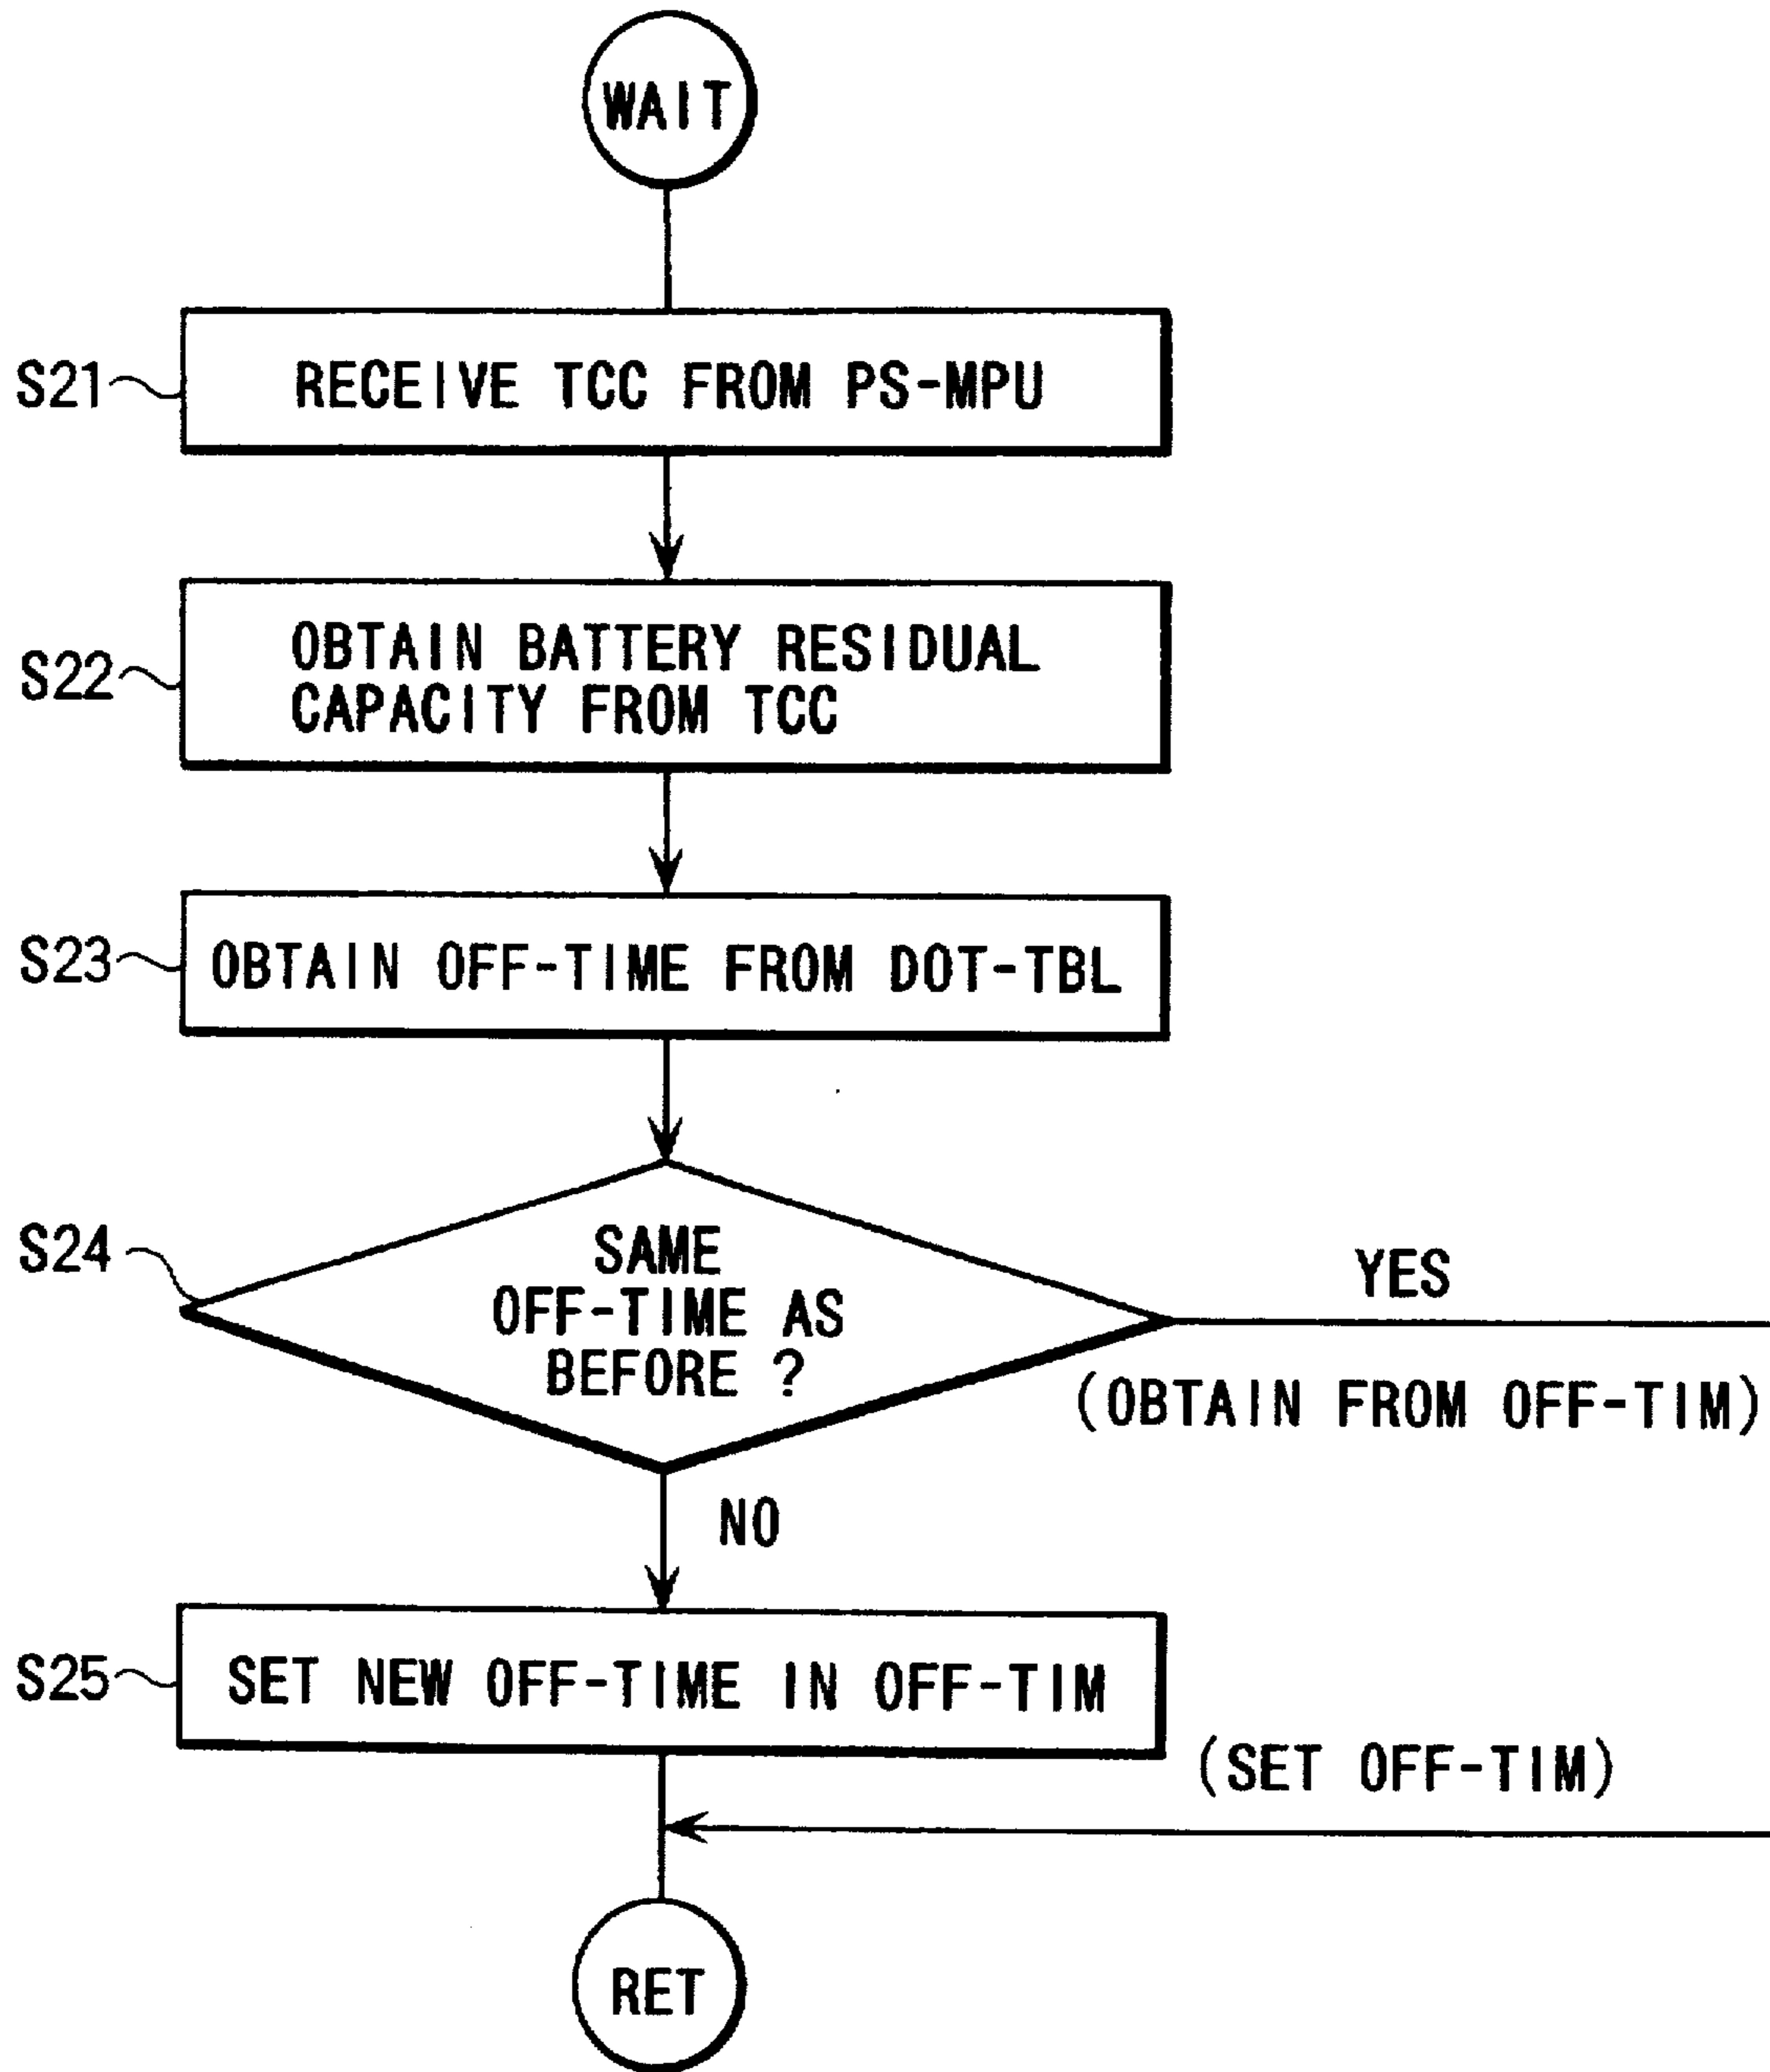 WAIT
S21
RECEIVE TCC FROM PS-MPU
S22
OBTAIN BATTERY RESIDUAL
CAPACITY FROM TCC
S23
OBTAIN OFF-TIME FROM DOT-TBL
S24
SAME
OFF-TIME AS
BEFORE ?
YES
(OBTAIN FROM OFF-TIM)
NO
S25
SET NEW OFF-TIME IN OFF-TIM
(SET OFF-TIM)
RET